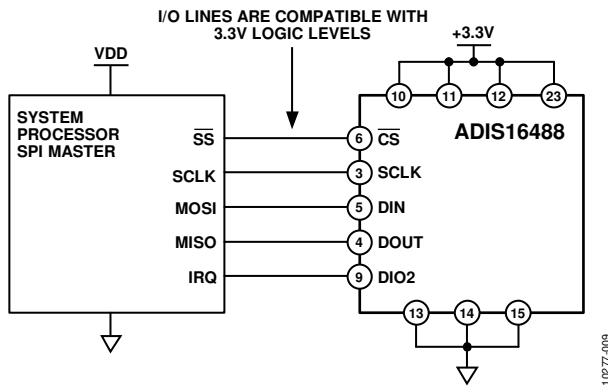 I/O LINES ARE COMPATIBLE WITH
3.3V LOGIC LEVELS
VDD
+3.3V
10
11
12
23
SYSTEM
PROCESSOR
SPI MASTER
ADIS16488
SS
6
CS
SCLK
3
SCLK
MOSI
5
DIN
MISO
4
DOUT
IRQ
9
DIO2
13
14
15
10277-009